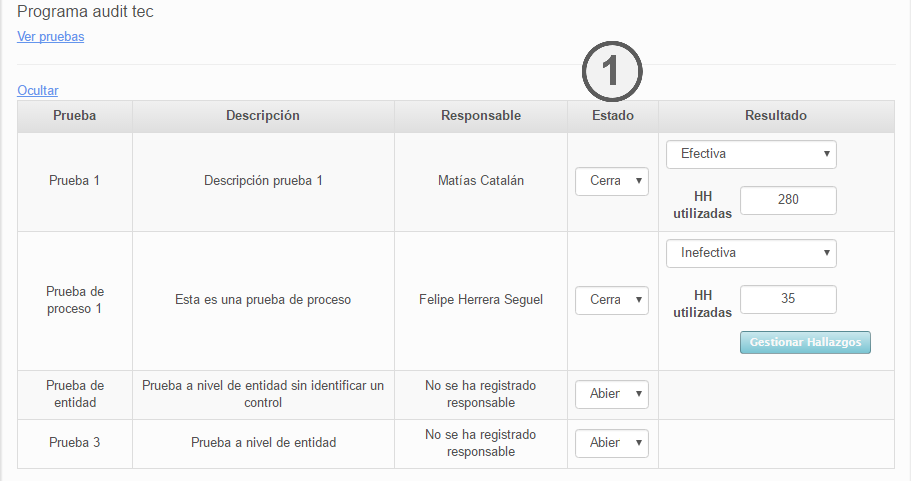 Programa audit tec
Ver pruebas
1
Ocultar
Prueba Descripción Responsable Estado Resultado
Prueba 1 Descripción prueba 1 Matías Catalán Cerra Efectiva
HH utilizadas 280
Prueba de proceso 1 Esta es una prueba de proceso Felipe Herrera Seguel Cerra Inefectiva
HH utilizadas 35
Gestionar Hallazgos
Prueba de entidad Prueba a nivel de entidad sin identificar un control No se ha registrado responsable Abier
Prueba 3 Prueba a nivel de entidad No se ha registrado responsable Abier